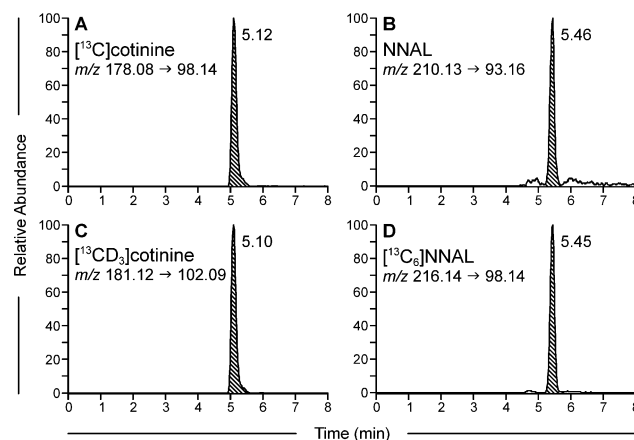 A
[¹³C]cotinine
m/z 178.08 → 98.14
5.12
100
80
60
40
20
0
0 1 2 3 4 5 6 7 8
B
NNAL
m/z 210.13 → 93.16
5.46
100
80
60
40
20
0
0 1 2 3 4 5 6 7 8
Relative Abundance
C
[¹³CD₃]cotinine
m/z 181.12 → 102.09
5.10
100
80
60
40
20
0
0 1 2 3 4 5 6 7 8
D
[¹³C₆]NNAL
m/z 216.14 → 98.14
5.45
100
80
60
40
20
0
0 1 2 3 4 5 6 7 8
Time (min)